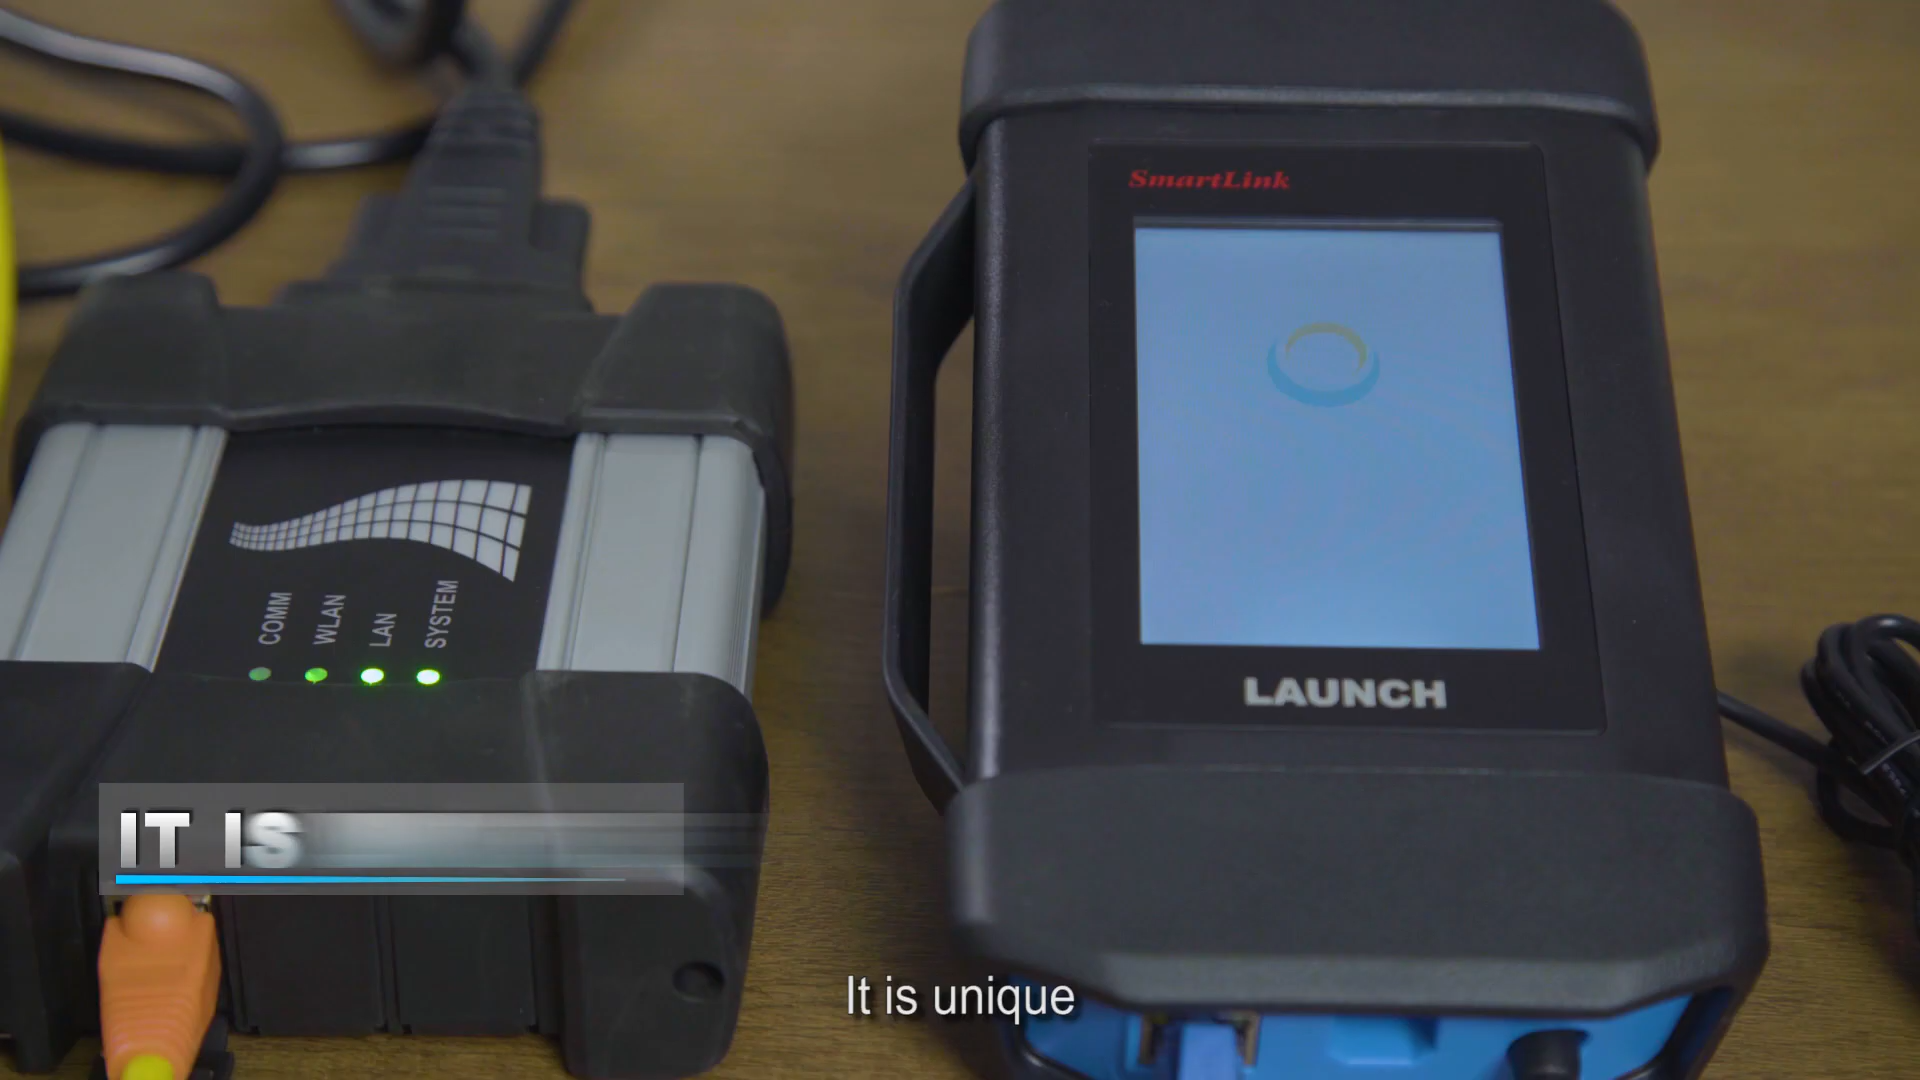 SmartLink
COMM
WLAN
LAN
SYSTEM
LAUNCH
IT IS
It is unique